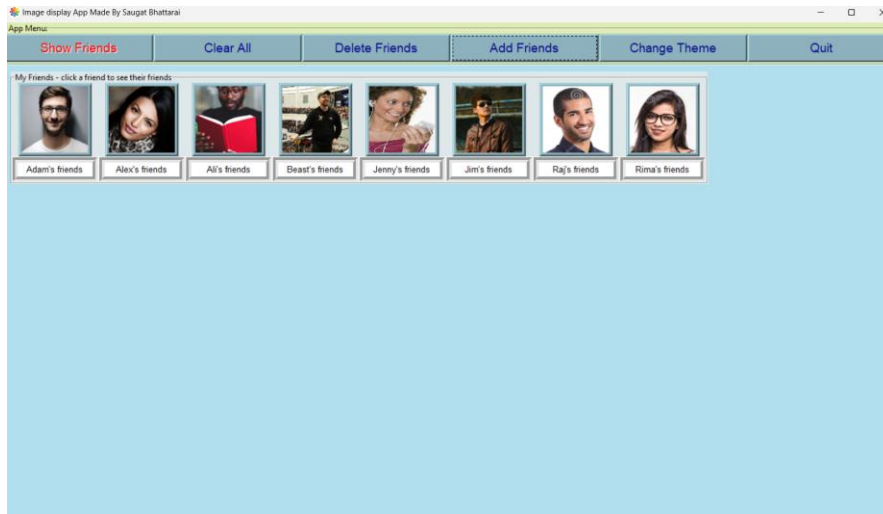 Image display App Made By Saugat Bhattarai
App Menu:
Show Friends Clear All Delete Friends Add Friends Change Theme Quit
My Friends - click a friend to see their friends
Adam's friends Alex's friends Ali's friends Beast's friends Jenny's friends Jim's friends Raj's friends Rima's friends